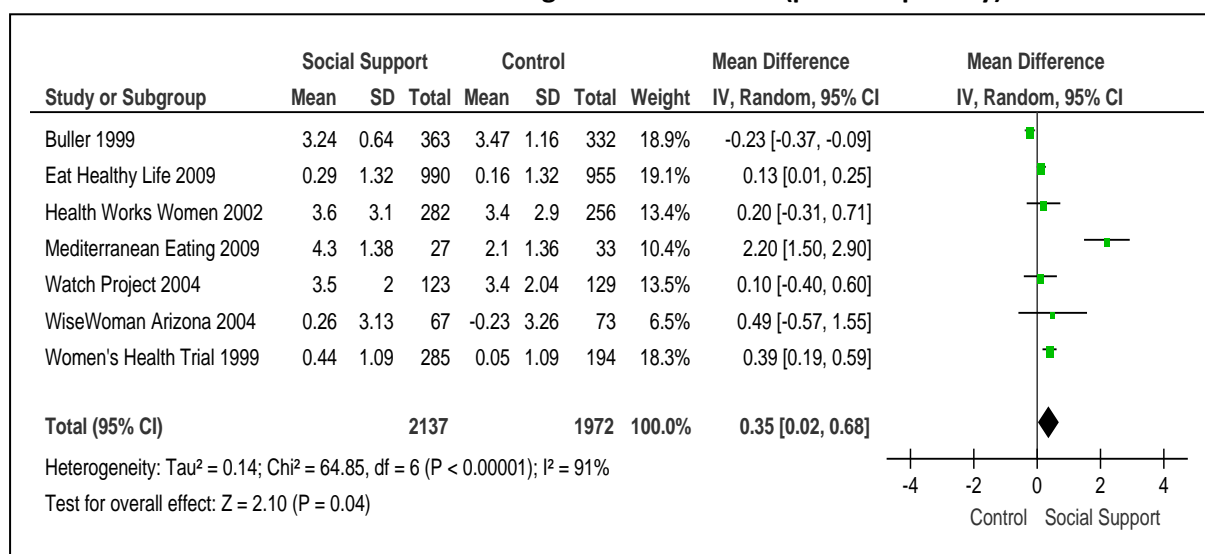 Social Support Control Mean Difference Mean Difference
Study or Subgroup Mean SD Total Mean SD Total Weight IV, Random, 95% CI IV, Random, 95% CI
Buller 1999 3.24 0.64 363 3.47 1.16 332 18.9% -0.23 [-0.37, -0.09]
Eat Healthy Life 2009 0.29 1.32 990 0.16 1.32 955 19.1% 0.13 [0.01, 0.25]
Health Works Women 2002 3.6 3.1 282 3.4 2.9 256 13.4% 0.20 [-0.31, 0.71]
Mediterranean Eating 2009 4.3 1.38 27 2.1 1.36 33 10.4% 2.20 [1.50, 2.90]
Watch Project 2004 3.5 2 123 3.4 2.04 129 13.5% 0.10 [-0.40, 0.60]
WiseWoman Arizona 2004 0.26 3.13 67 -0.23 3.26 73 6.5% 0.49 [-0.57, 1.55]
Women's Health Trial 1999 0.44 1.09 285 0.05 1.09 194 18.3% 0.39 [0.19, 0.59]
Total (95% CI) 2137 1972 100.0% 0.35 [0.02, 0.68]
Heterogeneity: Tau² = 0.14; Chi² = 64.85, df = 6 (P < 0.00001); I² = 91%
Test for overall effect: Z = 2.10 (P = 0.04)
-4 -2 0 2 4
Control Social Support